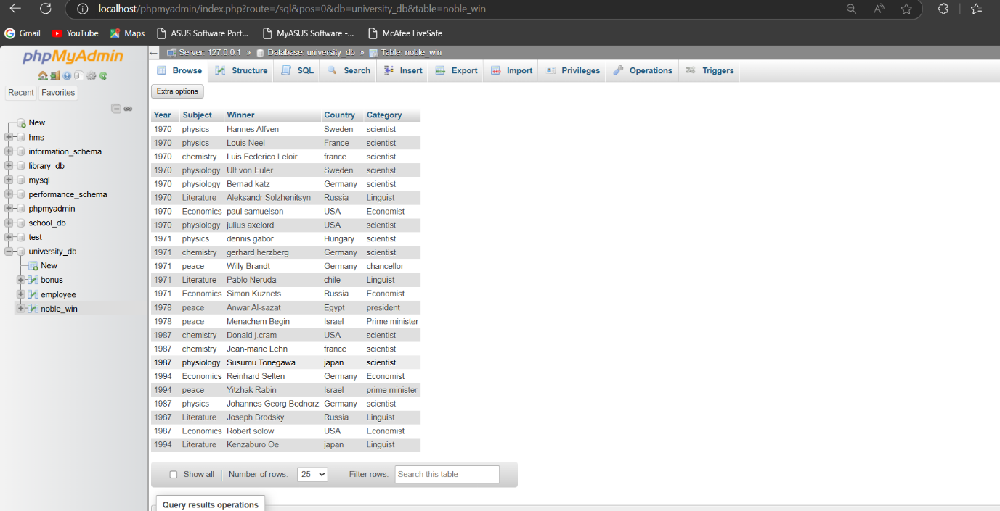 localhost/phpmyadmin/index.php?route=/sql&pos=0&db=university_db&table=noble_win
Gmail YouTube Maps ASUS Software Port... MyASUS Software -... McAfee LiveSafe
phpMyAdmin
Recent Favorites
New
hms
information_schema
library_db
mysql
performance_schema
phpmyadmin
school_db
test
university_db
New
bonus
employee
noble_win
Server: 127.0.0.1 » Database: university_db » Table: noble_win
Browse Structure SQL Search Insert Export Import Privileges Operations Triggers
Extra options
Year Subject Winner Country Category
1970 physics Hannes Alfven Sweden scientist
1970 physics Louis Neel France scientist
1970 chemistry Luis Federico Leloir france scientist
1970 physiology Ulf von Euler Sweden scientist
1970 physiology Bernad katz Germany scientist
1970 Literature Aleksandr Solzhenitsyn Russia Linguist
1970 Economics paul samuelson USA Economist
1970 physiology julius axelord USA scientist
1971 physics dennis gabor Hungary scientist
1971 chemistry gerhard herzberg Germany scientist
1971 peace Willy Brandt Germany chancellor
1971 Literature Pablo Neruda chile Linguist
1971 Economics Simon Kuznets Russia Economist
1978 peace Anwar Al-sazat Egypt president
1978 peace Menachem Begin Israel Prime minister
1987 chemistry Donald j.cram USA scientist
1987 chemistry Jean-marie Lehn france scientist
1987 physiology Susumu Tonegawa japan scientist
1994 Economics Reinhard Selten Germany Economist
1994 peace Yitzhak Rabin Israel prime minister
1987 physics Johannes Georg Bednorz Germany scientist
1987 Literature Joseph Brodsky Russia Linguist
1987 Economics Robert solow USA Economist
1994 Literature Kenzaburo Oe japan Linguist
Show all Number of rows: 25 Filter rows: Search this table
Query results operations